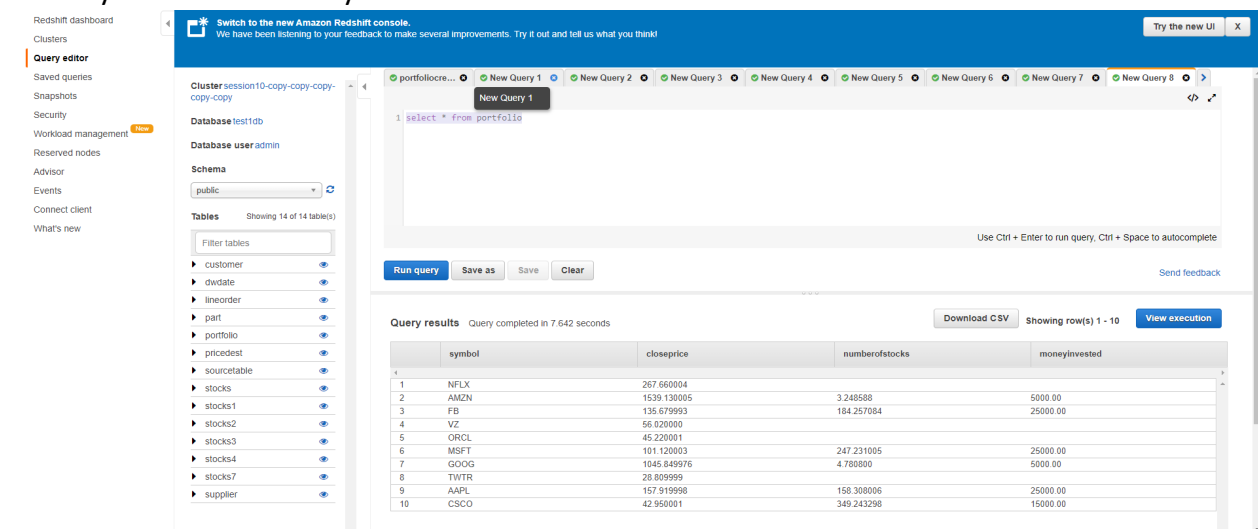 Redshift dashboard
Clusters
Query editor
Saved queries
Snapshots
Security
Workload management New
Reserved nodes
Advisor
Events
Connect client
What's new
Switch to the new Amazon Redshift console.
We have been listening to your feedback to make several improvements. Try it out and tell us what you think!
Try the new UI X
Cluster session10-copy-copy-copy-
copy-copy
Database test1db
Database user admin
Schema
public
Tables Showing 14 of 14 table(s)
Filter tables
customer
dwdate
lineorder
part
portfolio
pricedest
sourcetable
stocks
stocks1
stocks2
stocks3
stocks4
stocks7
supplier
portfoliocre... New Query 1 New Query 2 New Query 3 New Query 4 New Query 5 New Query 6 New Query 7 New Query 8
New Query 1
1 select * from portfolio
Use Ctrl + Enter to run query, Ctrl + Space to autocomplete
Run query Save as Save Clear
Send feedback
Query results Query completed in 7.642 seconds
Download CSV Showing row(s) 1 - 10 View execution
symbol closeprice numberofstocks moneyinvested
1 NFLX 267.660004
2 AMZN 1539.130005 3.248588 5000.00
3 FB 135.679993 184.257084 25000.00
4 VZ 56.020000
5 ORCL 45.220001
6 MSFT 101.120003 247.231005 25000.00
7 GOOG 1045.849976 4.780800 5000.00
8 TWTR 28.809999
9 AAPL 157.919998 158.308006 25000.00
10 CSCO 42.950001 349.243298 15000.00